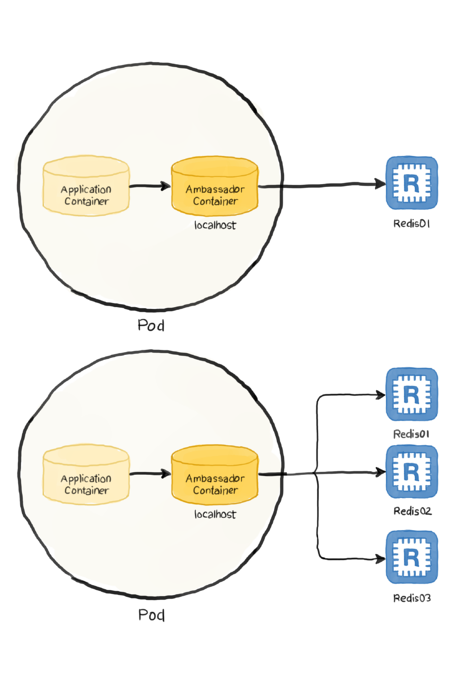 Application
Container
Ambassador
Container
localhost
R
Redis01
Pod
Application
Container
Ambassador
Container
localhost
R
Redis01
R
Redis02
R
Redis03
Pod